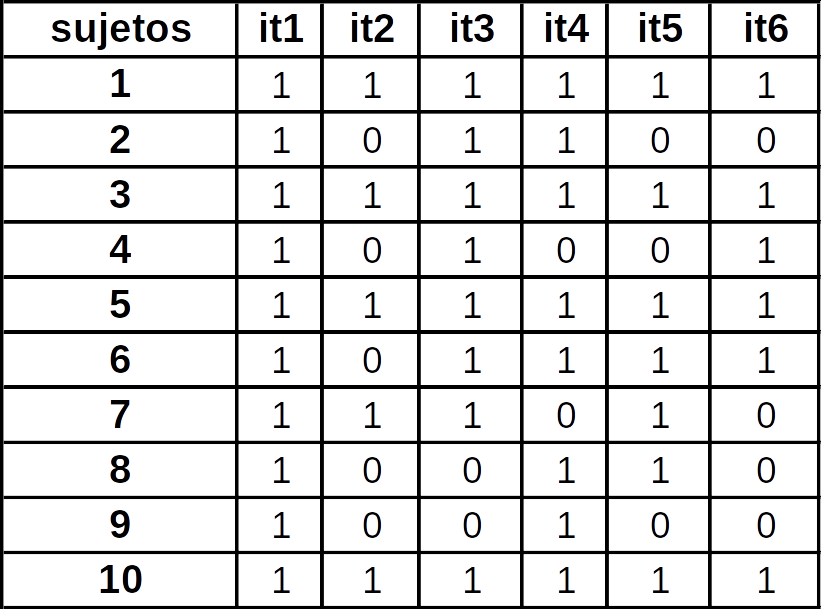 sujetos it1 it2 it3 it4 it5 it6
1 1 1 1 1 1 1
2 1 0 1 1 0 0
3 1 1 1 1 1 1
4 1 0 1 0 0 1
5 1 1 1 1 1 1
6 1 0 1 1 1 1
7 1 1 1 0 1 0
8 1 0 0 1 1 0
9 1 0 0 1 0 0
10 1 1 1 1 1 1